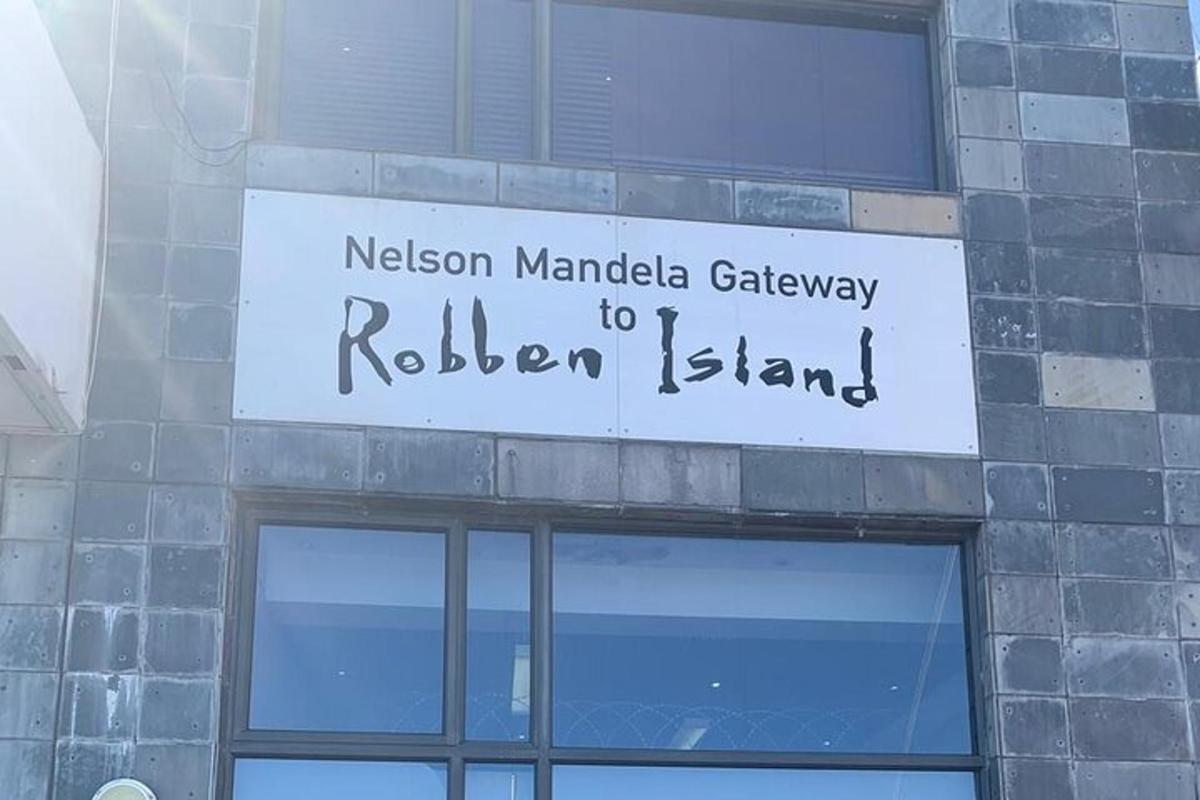 Nelson Mandela Gateway
to
Robben Island